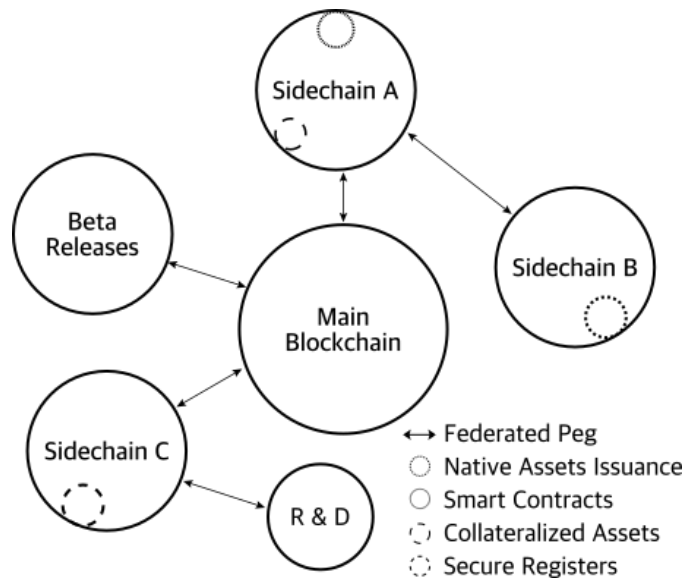 Sidechain A
Beta
Releases
Sidechain B
Main
Blockchain
Sidechain C
R & D
Federated Peg
Native Assets Issuance
Smart Contracts
Collateralized Assets
Secure Registers